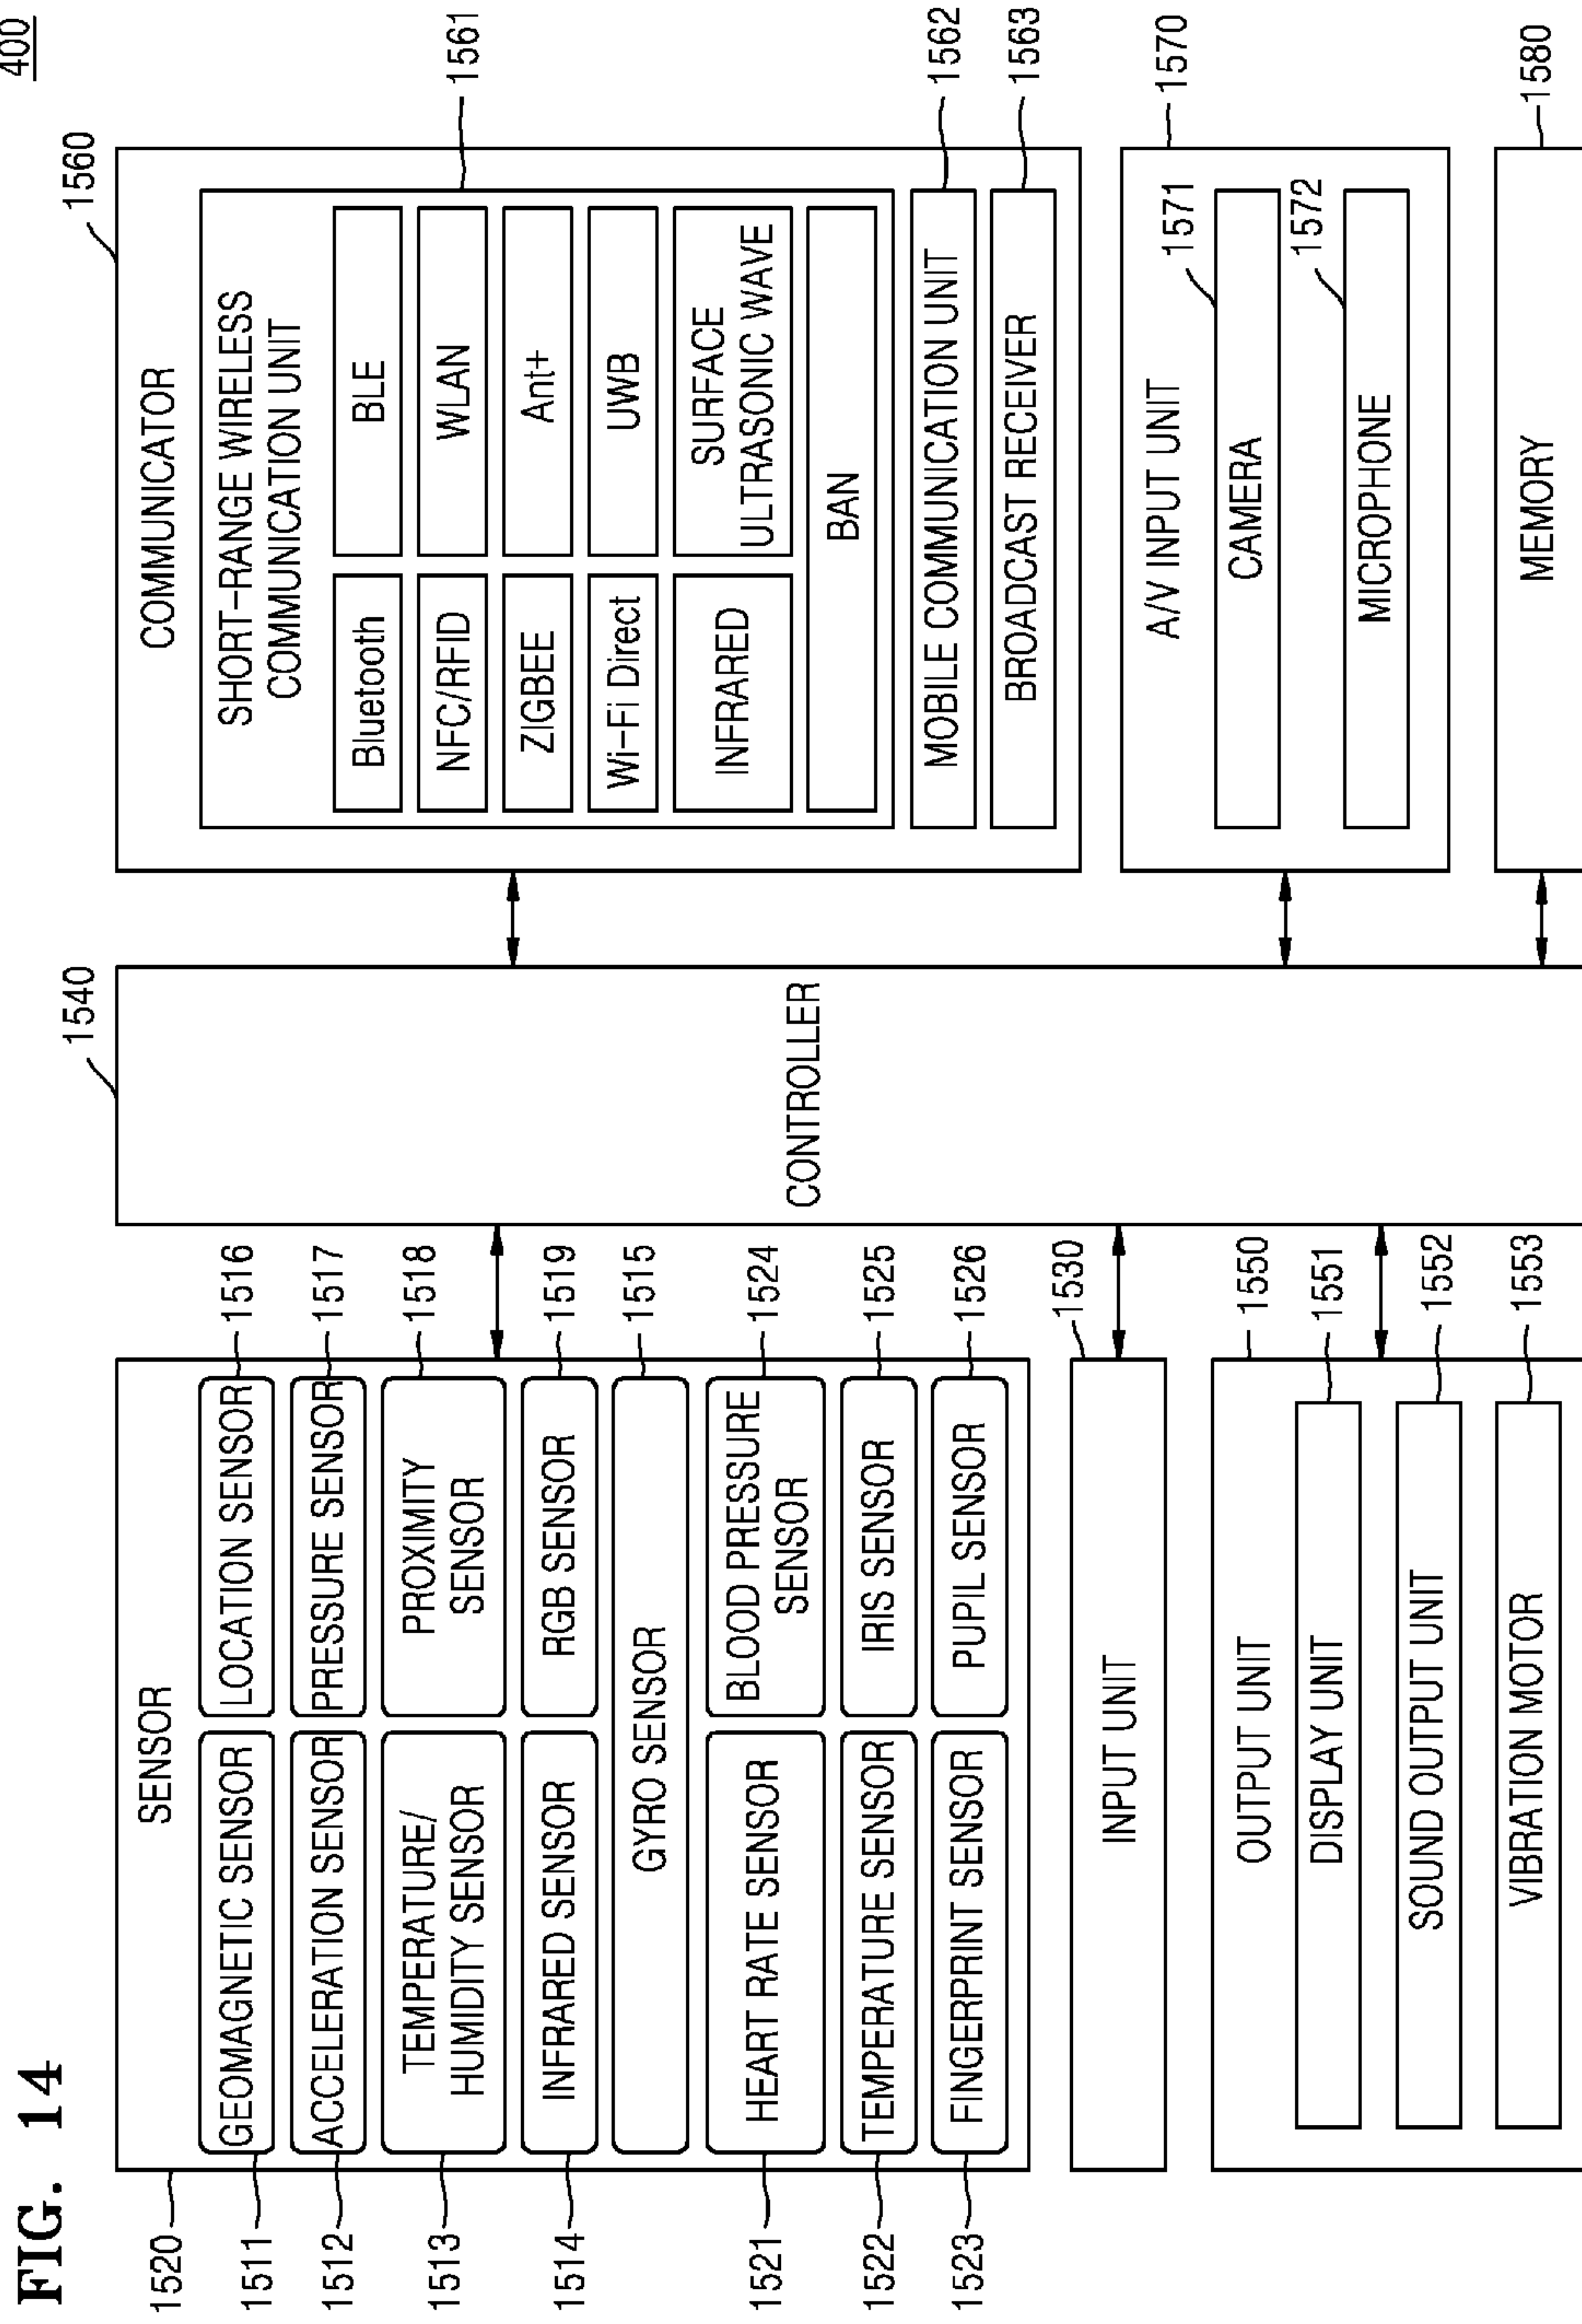 FIG. 14
400
1520
SENSOR
1511
GEOMAGNETIC SENSOR
LOCATION SENSOR
1516
1512
ACCELERATION SENSOR
PRESSURE SENSOR
1517
1513
TEMPERATURE/
HUMIDITY SENSOR
PROXIMITY
SENSOR
1518
1514
INFRARED SENSOR
RGB SENSOR
1519
GYRO SENSOR
1515
1521
HEART RATE SENSOR
BLOOD PRESSURE
SENSOR
1524
1522
TEMPERATURE SENSOR
IRIS SENSOR
1525
1523
FINGERPRINT SENSOR
PUPIL SENSOR
1526
INPUT UNIT
1530
OUTPUT UNIT
1550
DISPLAY UNIT
1551
SOUND OUTPUT UNIT
1552
VIBRATION MOTOR
1553
1540
CONTROLLER
1560
COMMUNICATOR
SHORT-RANGE WIRELESS
COMMUNICATION UNIT
1561
Bluetooth
BLE
NFC/RFID
WLAN
ZIGBEE
Ant+
Wi-Fi Direct
UWB
INFRARED
SURFACE
ULTRASONIC WAVE
BAN
MOBILE COMMUNICATION UNIT
1562
BROADCAST RECEIVER
1563
A/V INPUT UNIT
1570
1571
CAMERA
1572
MICROPHONE
MEMORY
1580